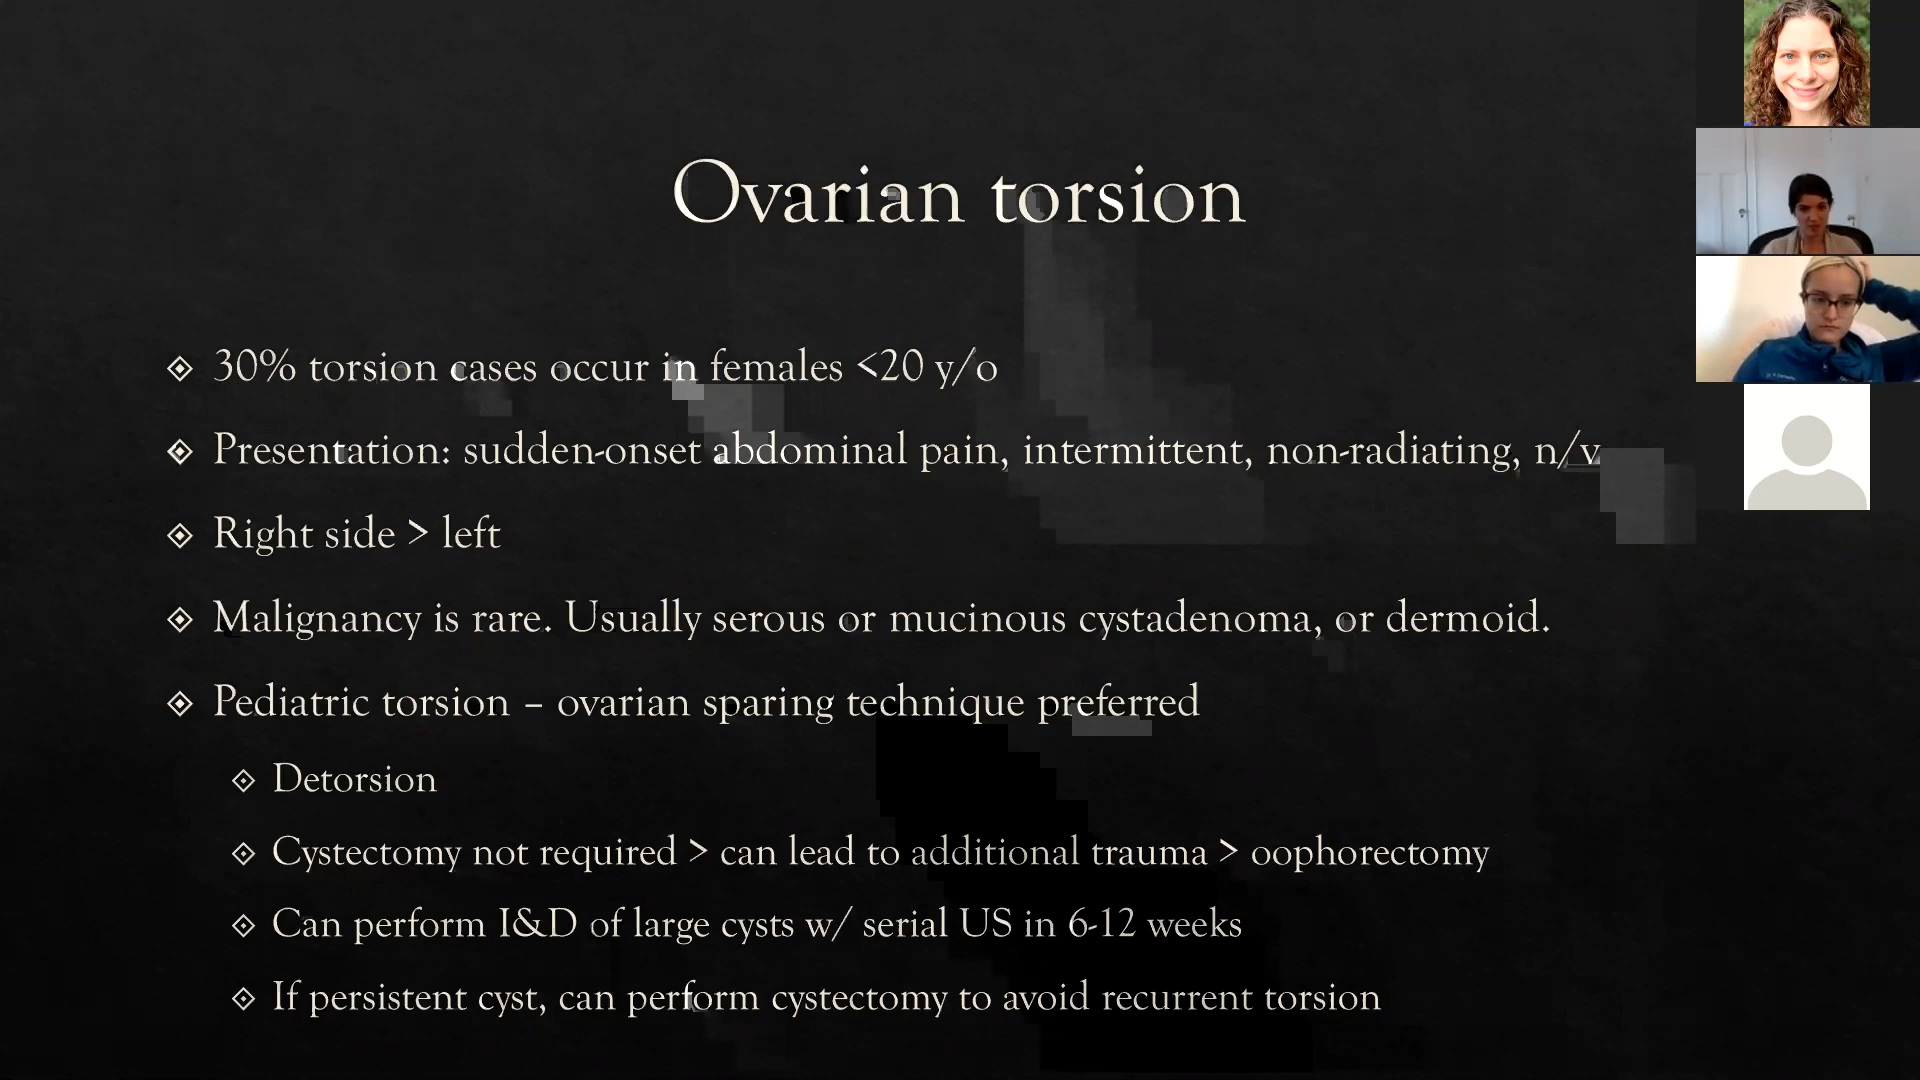 Ovarian torsion
30% torsion cases occur in females <20 y/o
Presentation: sudden-onset abdominal pain, intermittent, non-radiating, n/v
Right side > left
Malignancy is rare. Usually serous or mucinous cystadenoma, or dermoid.
Pediatric torsion – ovarian sparing technique preferred
Detorsion
Cystectomy not required > can lead to additional trauma > oophorectomy
Can perform I&D of large cysts w/ serial US in 6-12 weeks
If persistent cyst, can perform cystectomy to avoid recurrent torsion